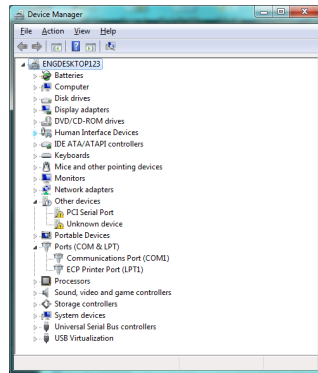 Device Manager
File Action View Help
ENGDESKTOP123
Batteries
Computer
Disk drives
Display adapters
DVD/CD-ROM drives
Human Interface Devices
IDE ATA/ATAPI controllers
Keyboards
Mice and other pointing devices
Monitors
Network adapters
Other devices
PCI Serial Port
Unknown device
Portable Devices
Ports (COM & LPT)
Communications Port (COM1)
ECP Printer Port (LPT1)
Processors
Sound, video and game controllers
Storage controllers
System devices
Universal Serial Bus controllers
USB Virtualization